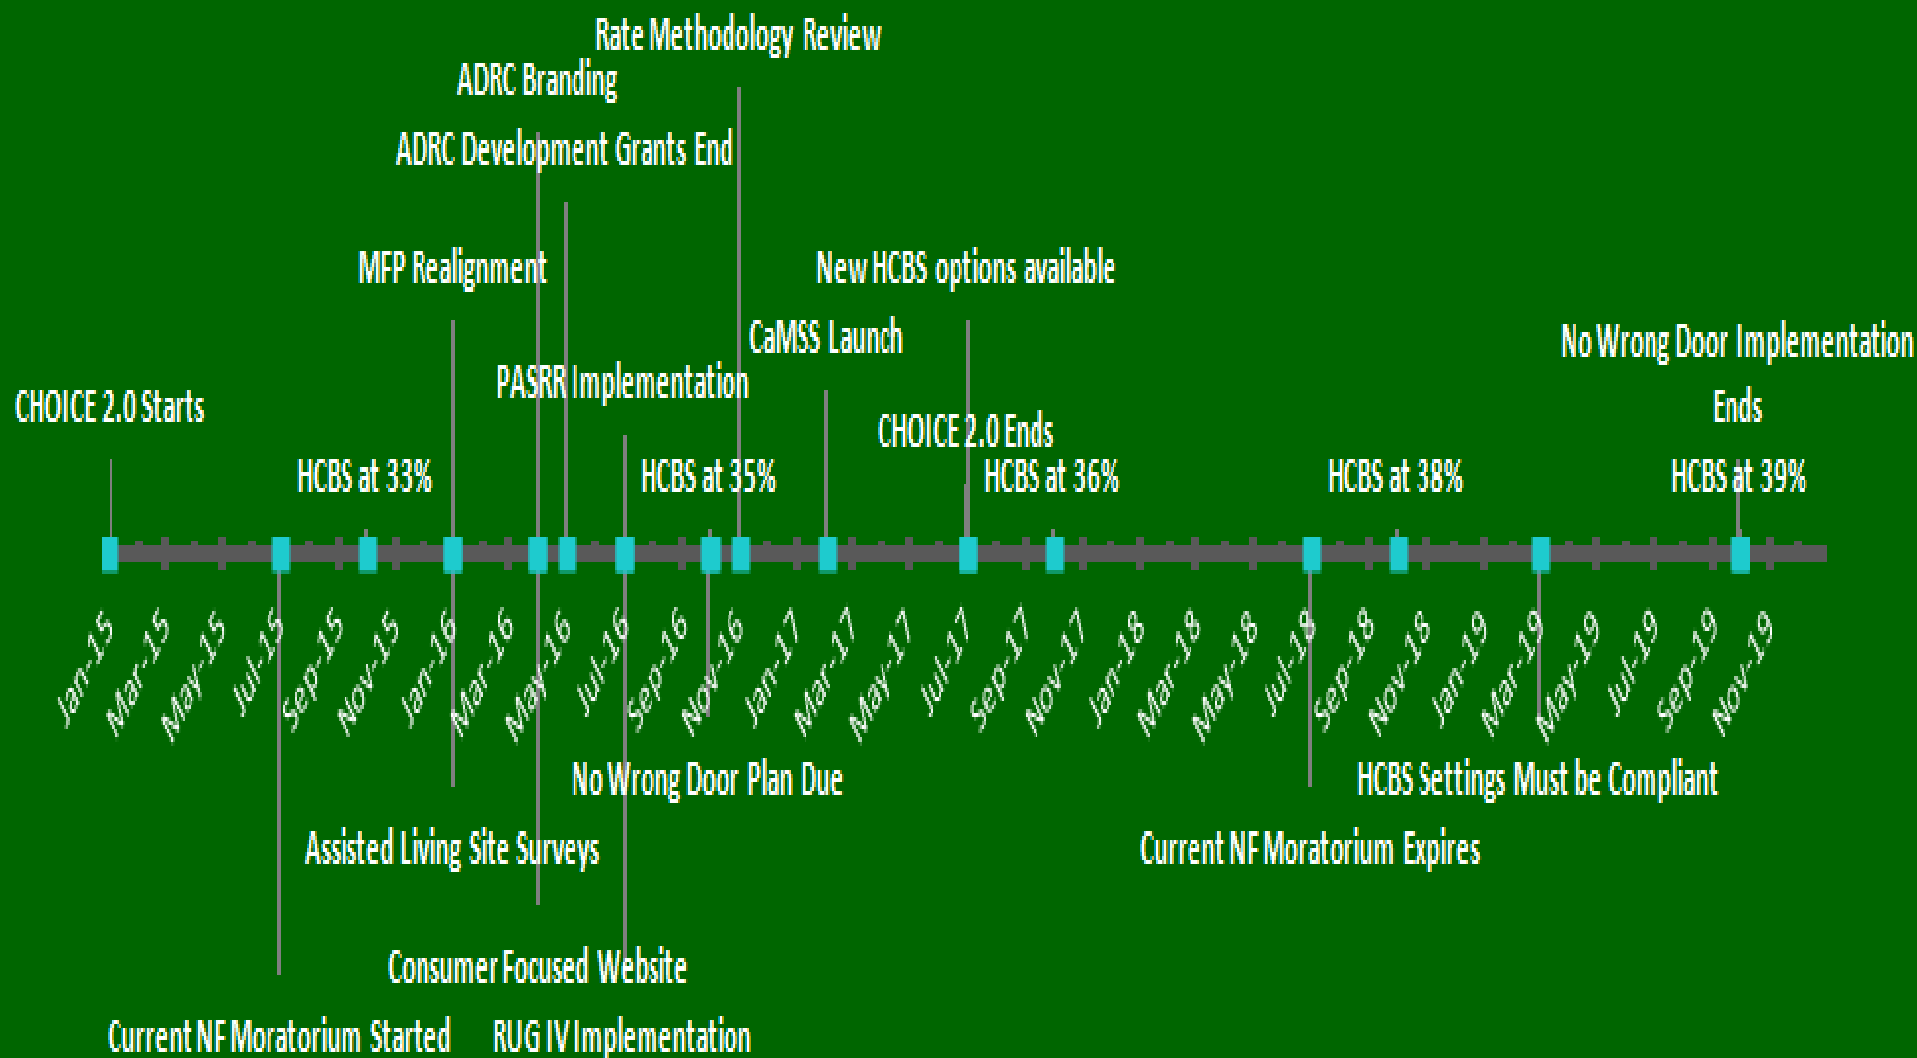 Rate Methodology Review
ADRC Branding
ADRC Development Grants End
MFP Realignment
New HCBS options available
CaMSS Launch
No Wrong Door Implementation
Ends
PASRR Implementation
CHOICE 2.0 Starts
CHOICE 2.0 Ends
HCBS at 33%
HCBS at 35%
HCBS at 36%
HCBS at 38%
HCBS at 39%
Jan-15
Mar-15
May-15
Jul-15
Sep-15
Nov-15
Jan-16
Mar-16
May-16
Jul-16
Sep-16
Nov-16
Jan-17
Mar-17
May-17
Jul-17
Sep-17
Nov-17
Jan-18
Mar-18
May-18
Jul-18
Sep-18
Nov-18
Jan-19
Mar-19
May-19
Jul-19
Sep-19
Nov-19
No Wrong Door Plan Due
HCBS Settings Must be Compliant
Assisted Living Site Surveys
Current NF Moratorium Expires
Consumer Focused Website
Current NF Moratorium Started
RUG IV Implementation